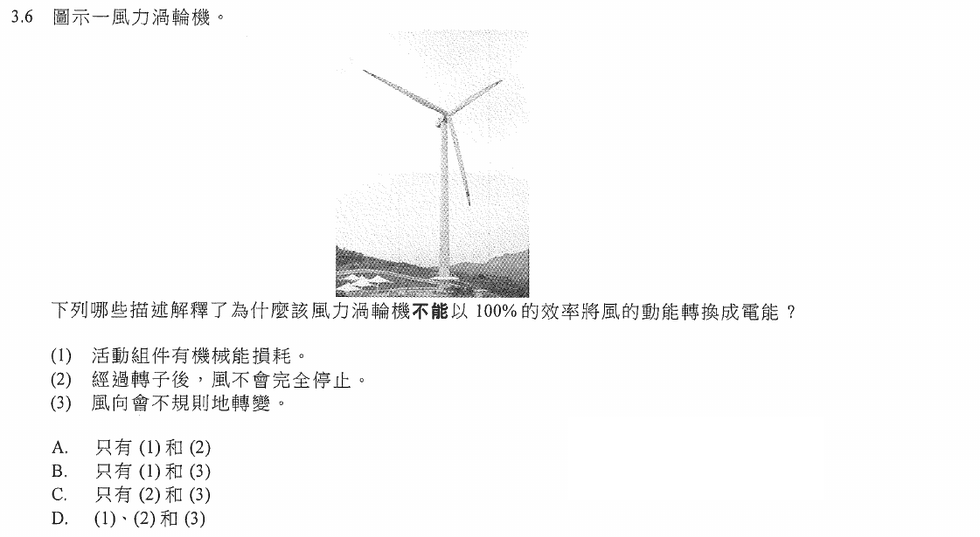 3.6 圖示一風力渦輪機。
下列哪些描述解釋了為什麼該風力渦輪機不能以 100% 的效率將風的動能轉換成電能？
(1) 活動組件有機械能損耗。
(2) 經過轉子後，風不會完全停止。
(3) 風向會不規則地轉變。
A. 只有 (1) 和 (2)
B. 只有 (1) 和 (3)
C. 只有 (2) 和 (3)
D. (1)、(2) 和 (3)